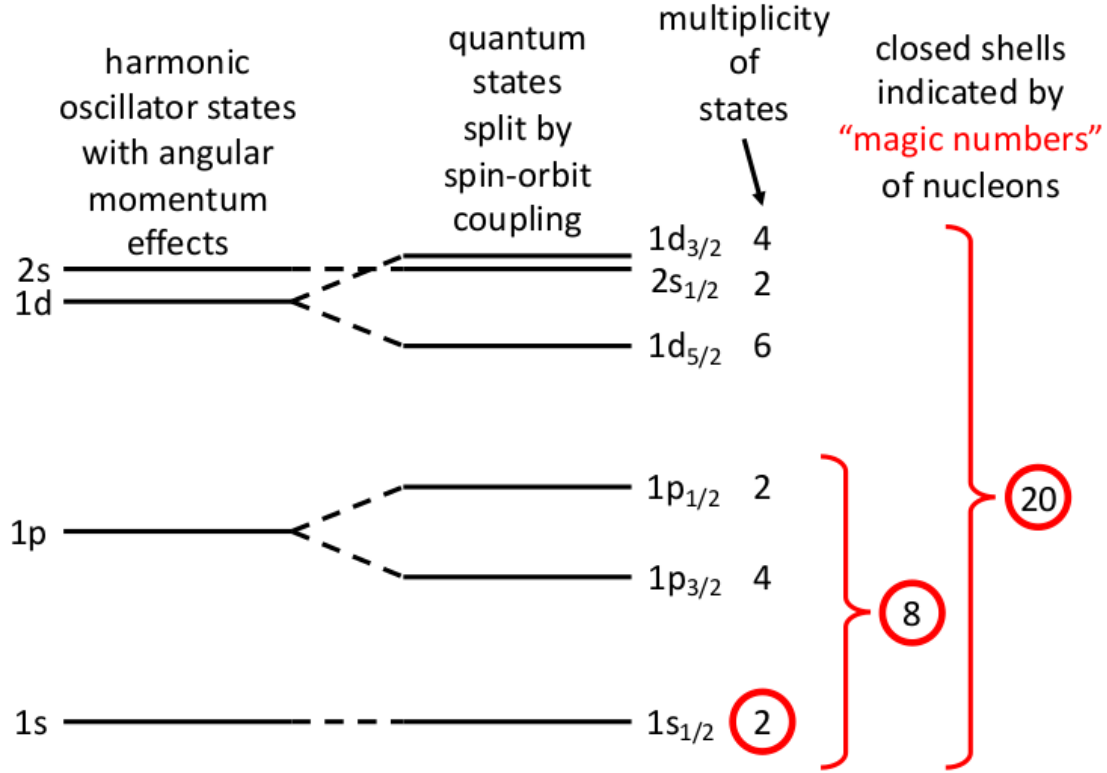 harmonic
oscillator states
with angular
momentum
effects
quantum
states
split by
spin-orbit
coupling
multiplicity
of
states
closed shells
indicated by
“magic numbers”
of nucleons
2s
1d
1p
1s
1d3/2 4
2s1/2 2
1d5/2 6
1p1/2 2
1p3/2 4
1s1/2 2
8
20